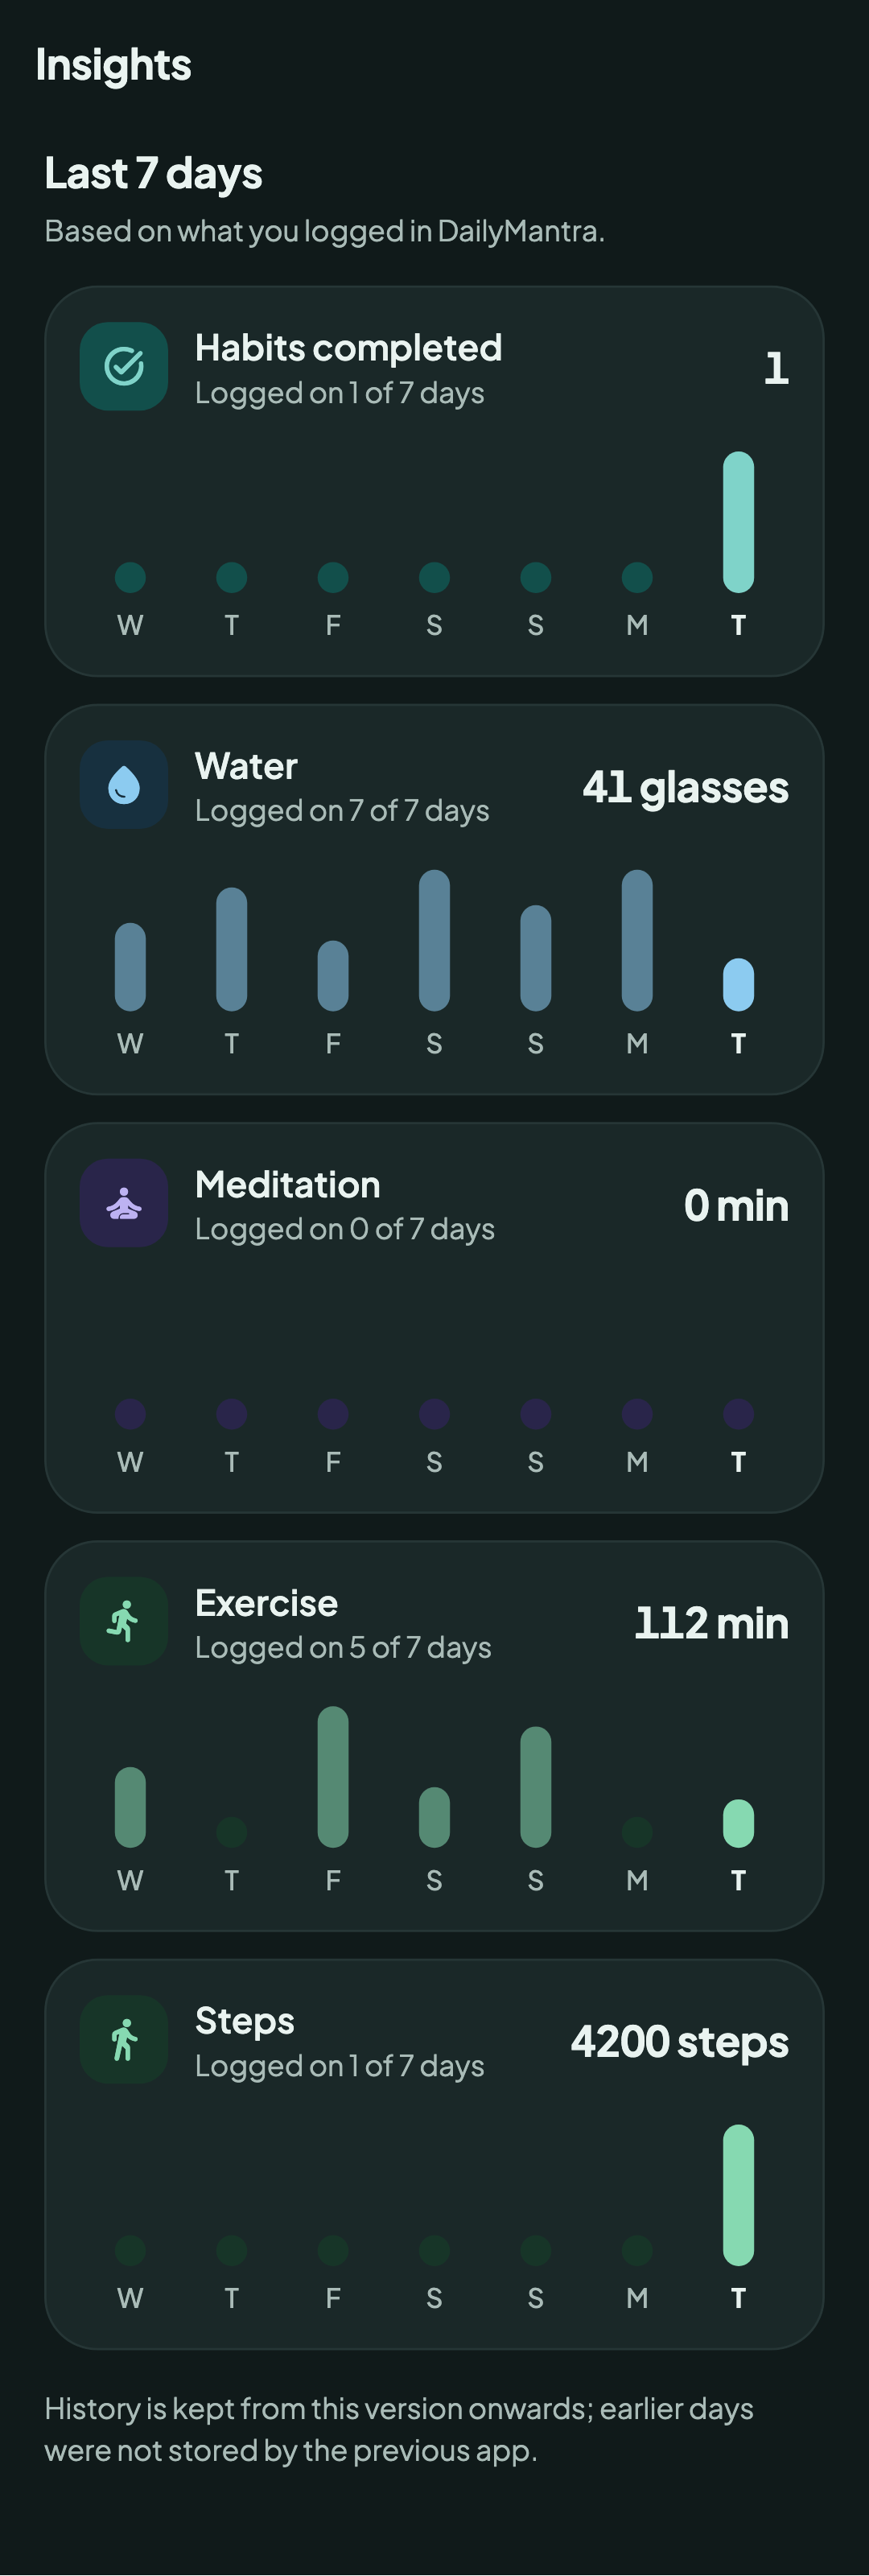 Insights
Last 7 days
Based on what you logged in DailyMantra.
Habits completed
Logged on 1 of 7 days
1
W T F S S M T
Water
Logged on 7 of 7 days
41 glasses
W T F S S M T
Meditation
Logged on 0 of 7 days
0 min
W T F S S M T
Exercise
Logged on 5 of 7 days
112 min
W T F S S M T
Steps
Logged on 1 of 7 days
4200 steps
W T F S S M T
History is kept from this version onwards; earlier days
were not stored by the previous app.